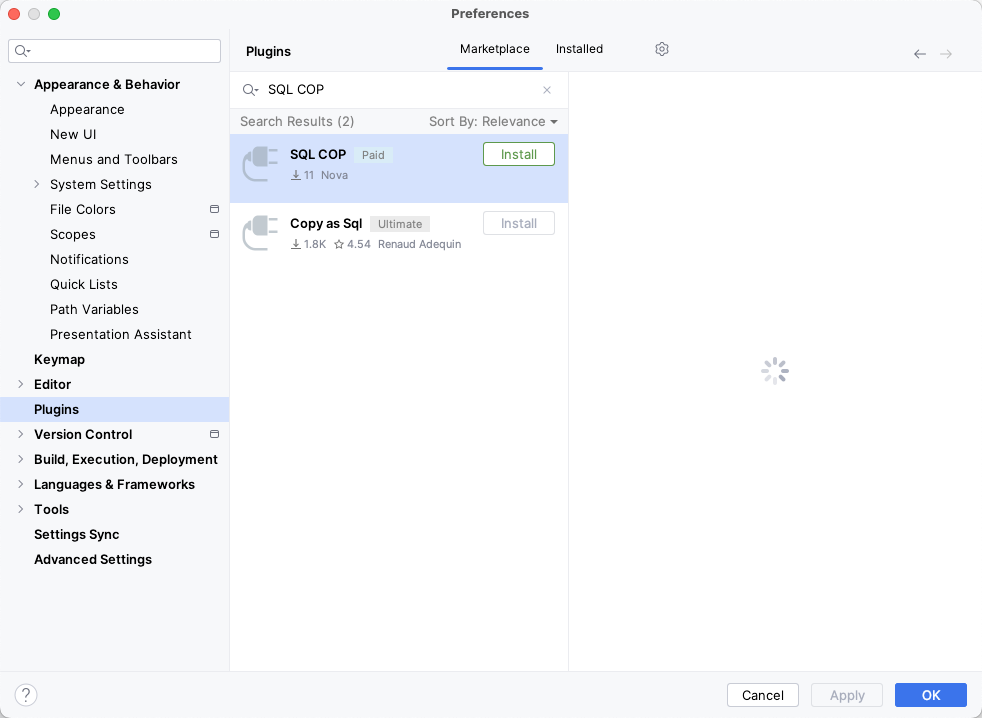 Preferences
Plugins
Marketplace
Installed
Appearance & Behavior
Appearance
New UI
Menus and Toolbars
System Settings
File Colors
Scopes
Notifications
Quick Lists
Path Variables
Presentation Assistant
Keymap
Editor
Plugins
Version Control
Build, Execution, Deployment
Languages & Frameworks
Tools
Settings Sync
Advanced Settings
SQL COP
Search Results (2) Sort By: Relevance
SQL COP Paid Install
11 Nova
Copy as Sql Ultimate Install
1.8K 4.54 Renaud Adequin
? Cancel Apply OK